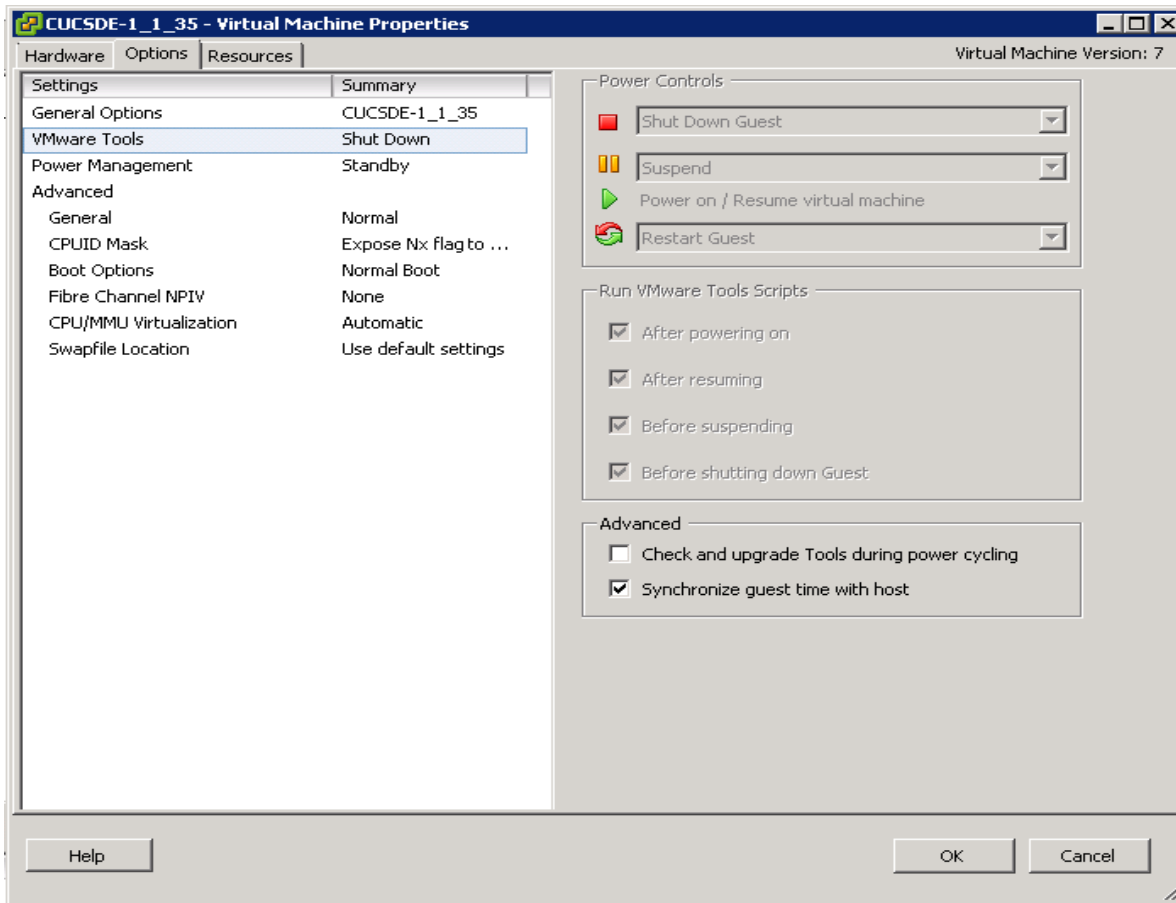 CUCSDE-1_1_35 - Virtual Machine Properties
Hardware Options Resources Virtual Machine Version: 7
Settings Summary
General Options CUCSDE-1_1_35
VMware Tools Shut Down
Power Management Standby
Advanced
General Normal
CPUID Mask Expose Nx flag to ...
Boot Options Normal Boot
Fibre Channel NPIV None
CPU/MMU Virtualization Automatic
Swapfile Location Use default settings
Power Controls
Shut Down Guest
Suspend
Power on / Resume virtual machine
Restart Guest
Run VMware Tools Scripts
After powering on
After resuming
Before suspending
Before shutting down Guest
Advanced
Check and upgrade Tools during power cycling
Synchronize guest time with host
Help OK Cancel